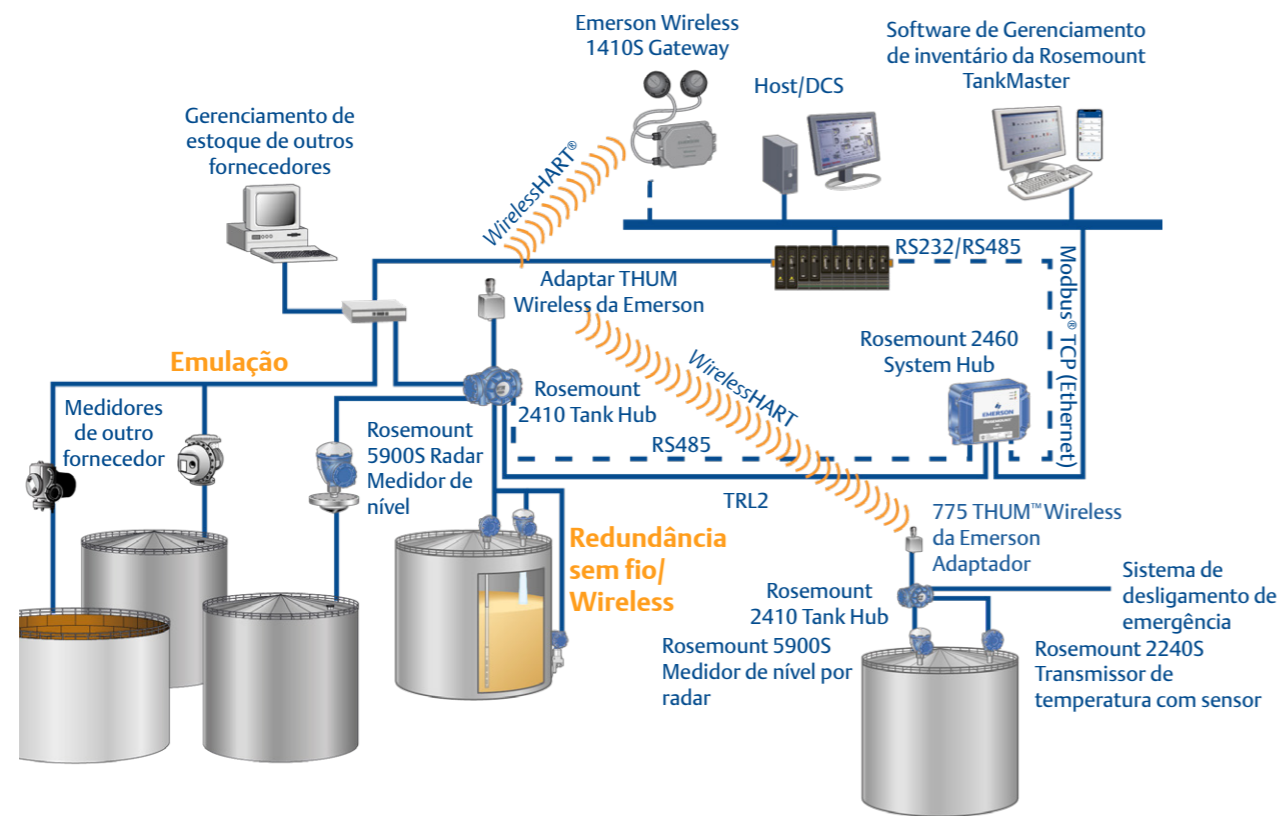 Emerson Wireless
1410S Gateway
Software de Gerenciamento
de inventário da Rosemount
TankMaster
Host/DCS
Gerenciamento de
estoque de outros
fornecedores
WirelessHART®
RS232/RS485
Adaptar THUM
Wireless da Emerson
Modbus® TCP (Ethernet)
Rosemount 2460
System Hub
Emulação
WirelessHART
Rosemount
2410 Tank Hub
Medidores
de outro
fornecedor
Rosemount
5900S Radar
Medidor de
nível
RS485
EMERSON
TRL2
775 THUM™ Wireless
da Emerson
Adaptador
Redundância
sem fio/
Wireless
Sistema de
desligamento de
emergência
Rosemount
2410 Tank Hub
Rosemount 5900S
Medidor de nível por
radar
Rosemount 2240S
Transmissor de
temperatura com sensor